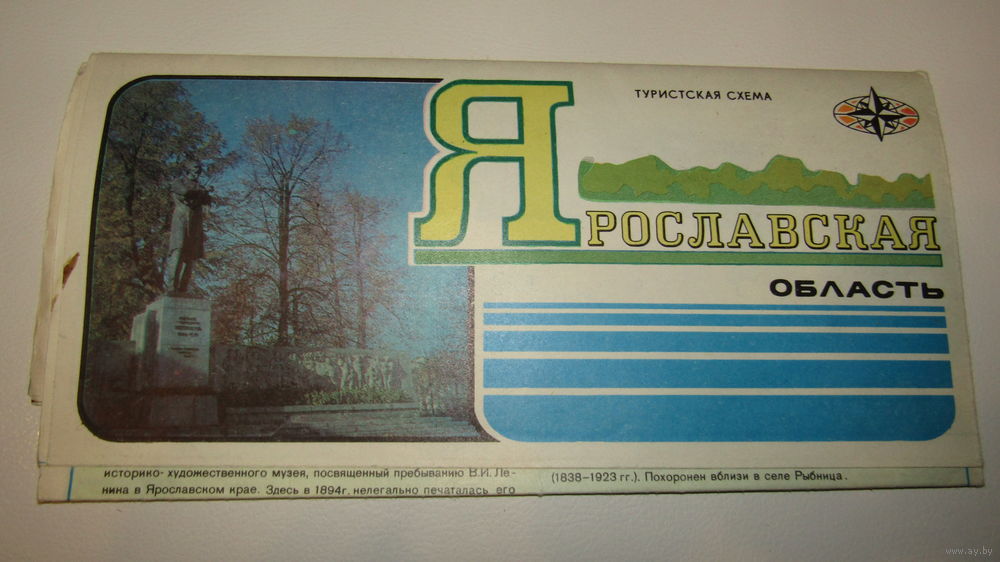 ТУРИСТСКАЯ СХЕМА
ЯРОСЛАВСКАЯ
ОБЛАСТЬ
историко- художественного музея, посвященный пребыванию В.И. Ле-
нина в Ярославском крае. Здесь в 1894г. нелегально печаталась его
(1838–1923 гг.). Похоронен вблизи в селе Рыбница.
www.ay.by